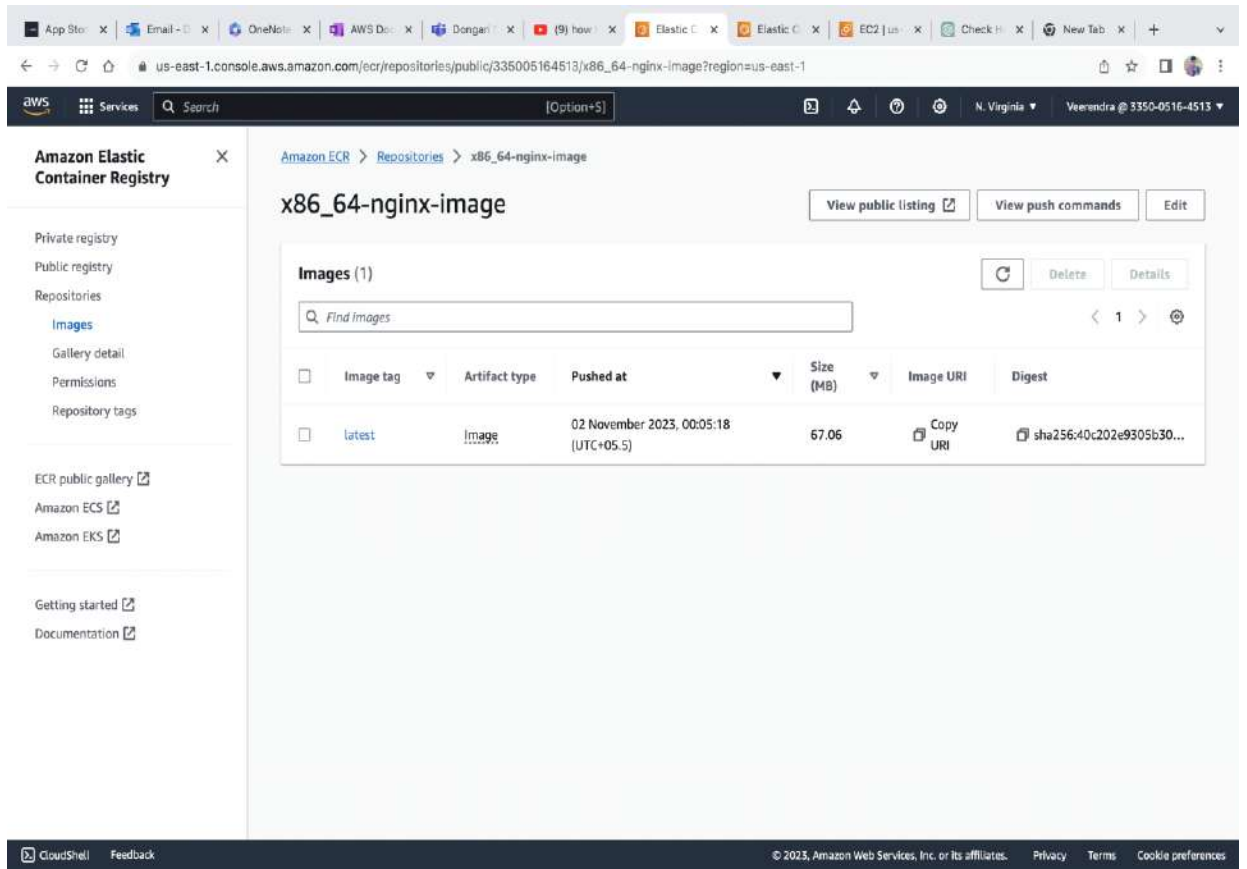 App Sto
Email - D
OneNote
AWS Do
Dongari
(9) how
Elastic C
Elastic C
EC2 | us-
Check H
New Tab
us-east-1.console.aws.amazon.com/ecr/repositories/public/335005164513/x86_64-nginx-image?region=us-east-1
aws Services Search [Option+S] N. Virginia Veerendra @ 3350-0516-4513
Amazon Elastic
Container Registry
Private registry
Public registry
Repositories
Images
Gallery detail
Permissions
Repository tags
ECR public gallery
Amazon ECS
Amazon EKS
Getting started
Documentation
Amazon ECR > Repositories > x86_64-nginx-image
x86_64-nginx-image
View public listing View push commands Edit
Images (1)
Delete Details
Find images
1
Image tag Artifact type Pushed at Size (MB) Image URI Digest
latest Image 02 November 2023, 00:05:18 (UTC+05.5) 67.06 Copy URI sha256:40c202e9305b30...
CloudShell Feedback © 2023, Amazon Web Services, Inc. or its affiliates. Privacy Terms Cookie preferences